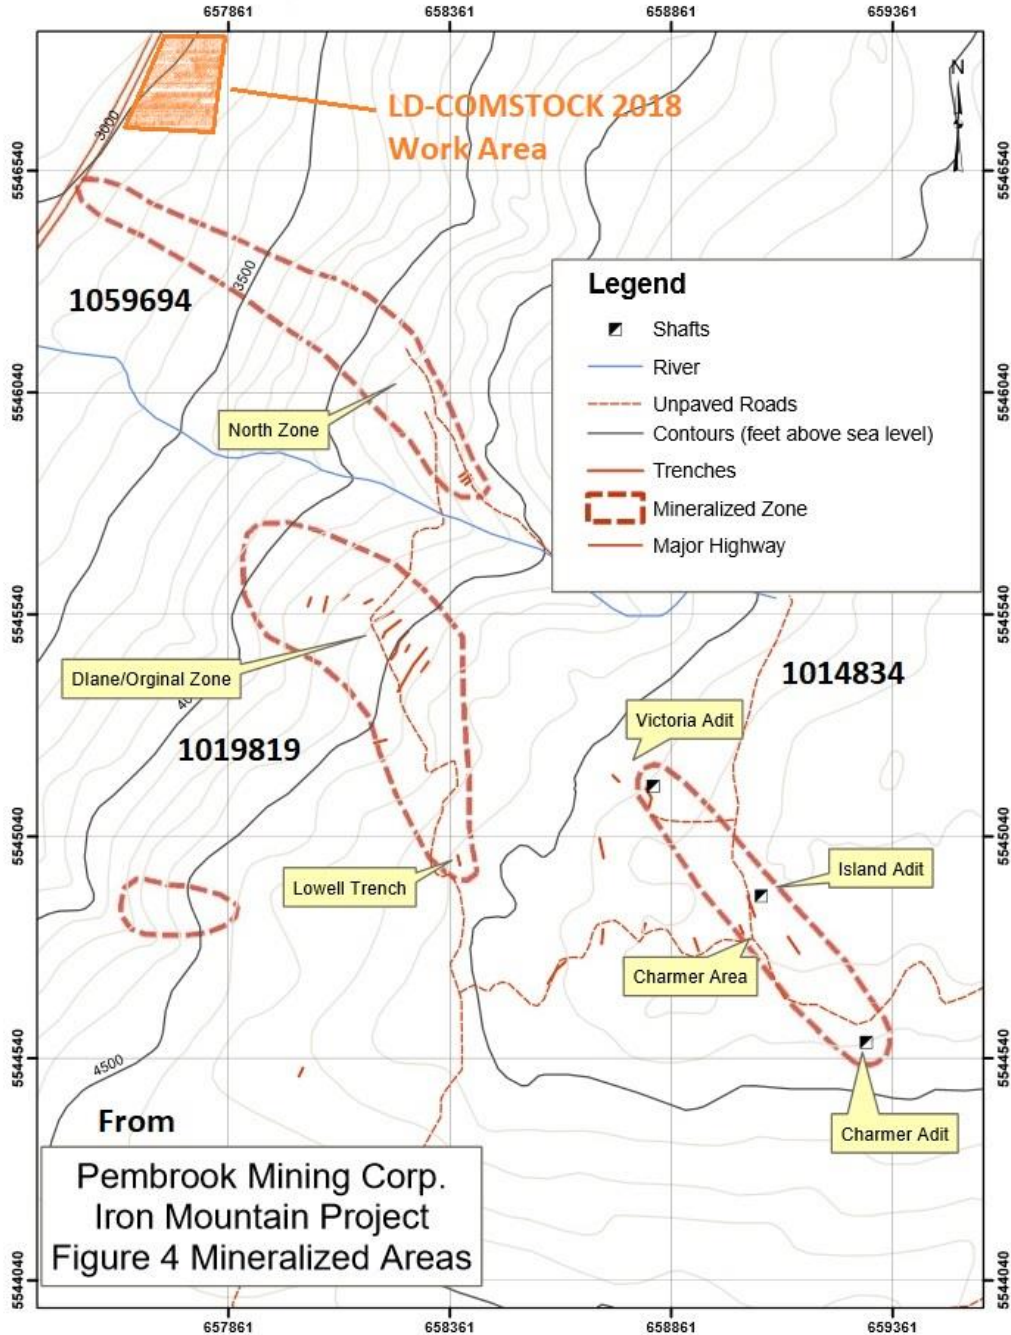 657861
658361
658861
659361
N
3000
LD-COMSTOCK 2018
Work Area
5546540
5546540
3500
1059694
Legend
Shafts
River
Unpaved Roads
Contours (feet above sea level)
Trenches
Mineralized Zone
Major Highway
5546040
5546040
North Zone
5545540
5545540
DIane/Orginal Zone
1014834
Victoria Adit
1019819
5545040
5545040
Island Adit
Lowell Trench
Charmer Area
5544540
5544540
4500
From
Charmer Adit
Pembrook Mining Corp.
Iron Mountain Project
Figure 4 Mineralized Areas
5544040
5544040
657861
658361
658861
659361